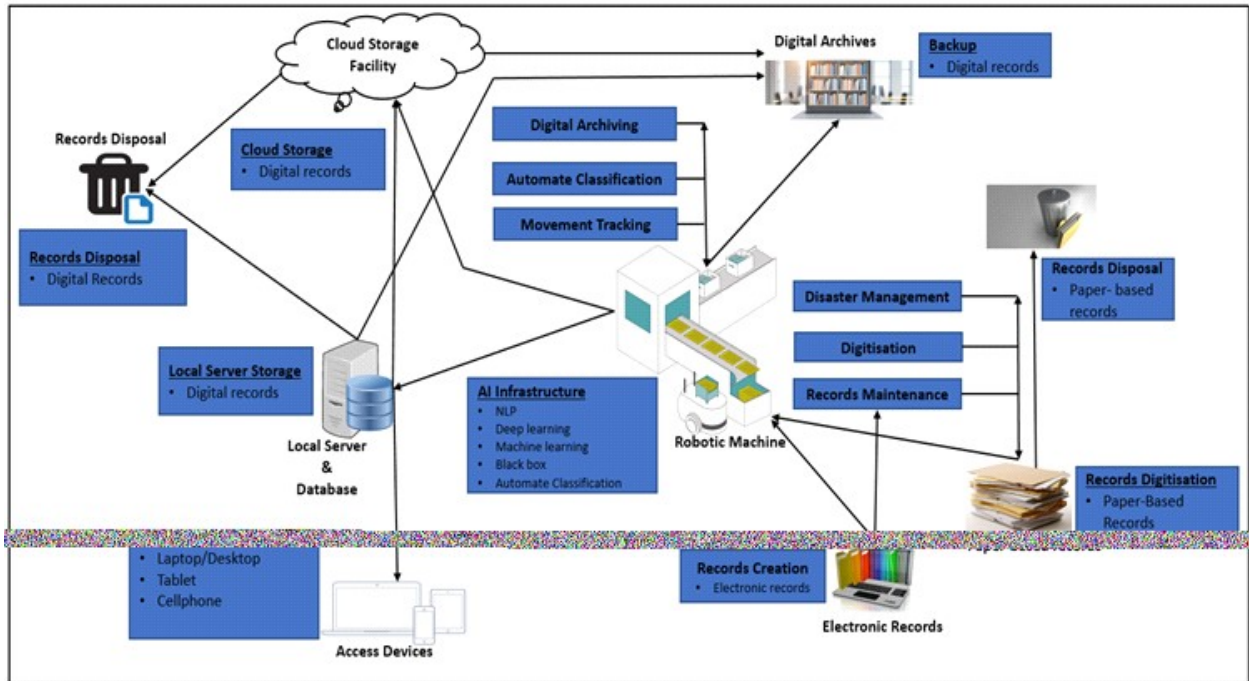 Cloud Storage
Facility
Digital Archives
Backup
• Digital records
Records Disposal
Cloud Storage
• Digital records
Digital Archiving
Automate Classification
Movement Tracking
Records Disposal
• Digital Records
Records Disposal
• Paper- based
records
Disaster Management
Digitisation
Records Maintenance
Local Server Storage
• Digital records
AI Infrastructure
• NLP
• Deep learning
• Machine learning
• Black box
• Automate Classification
Robotic Machine
Local Server
&
Database
Records Digitisation
• Paper-Based
Records
• Laptop/Desktop
• Tablet
• Cellphone
Access Devices
Records Creation
• Electronic records
Electronic Records